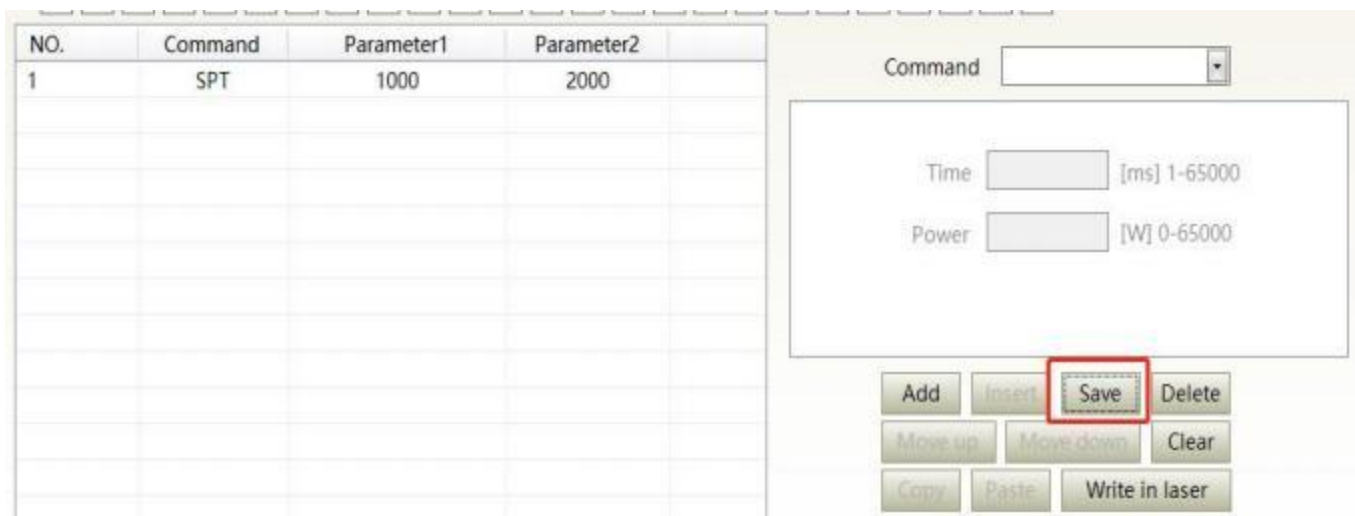 NO. Command Parameter1 Parameter2
1 SPT 1000 2000
Command
Time [ms] 1-65000
Power [W] 0-65000
Add Insert Save Delete
Move up Move down Clear
Copy Paste Write in laser